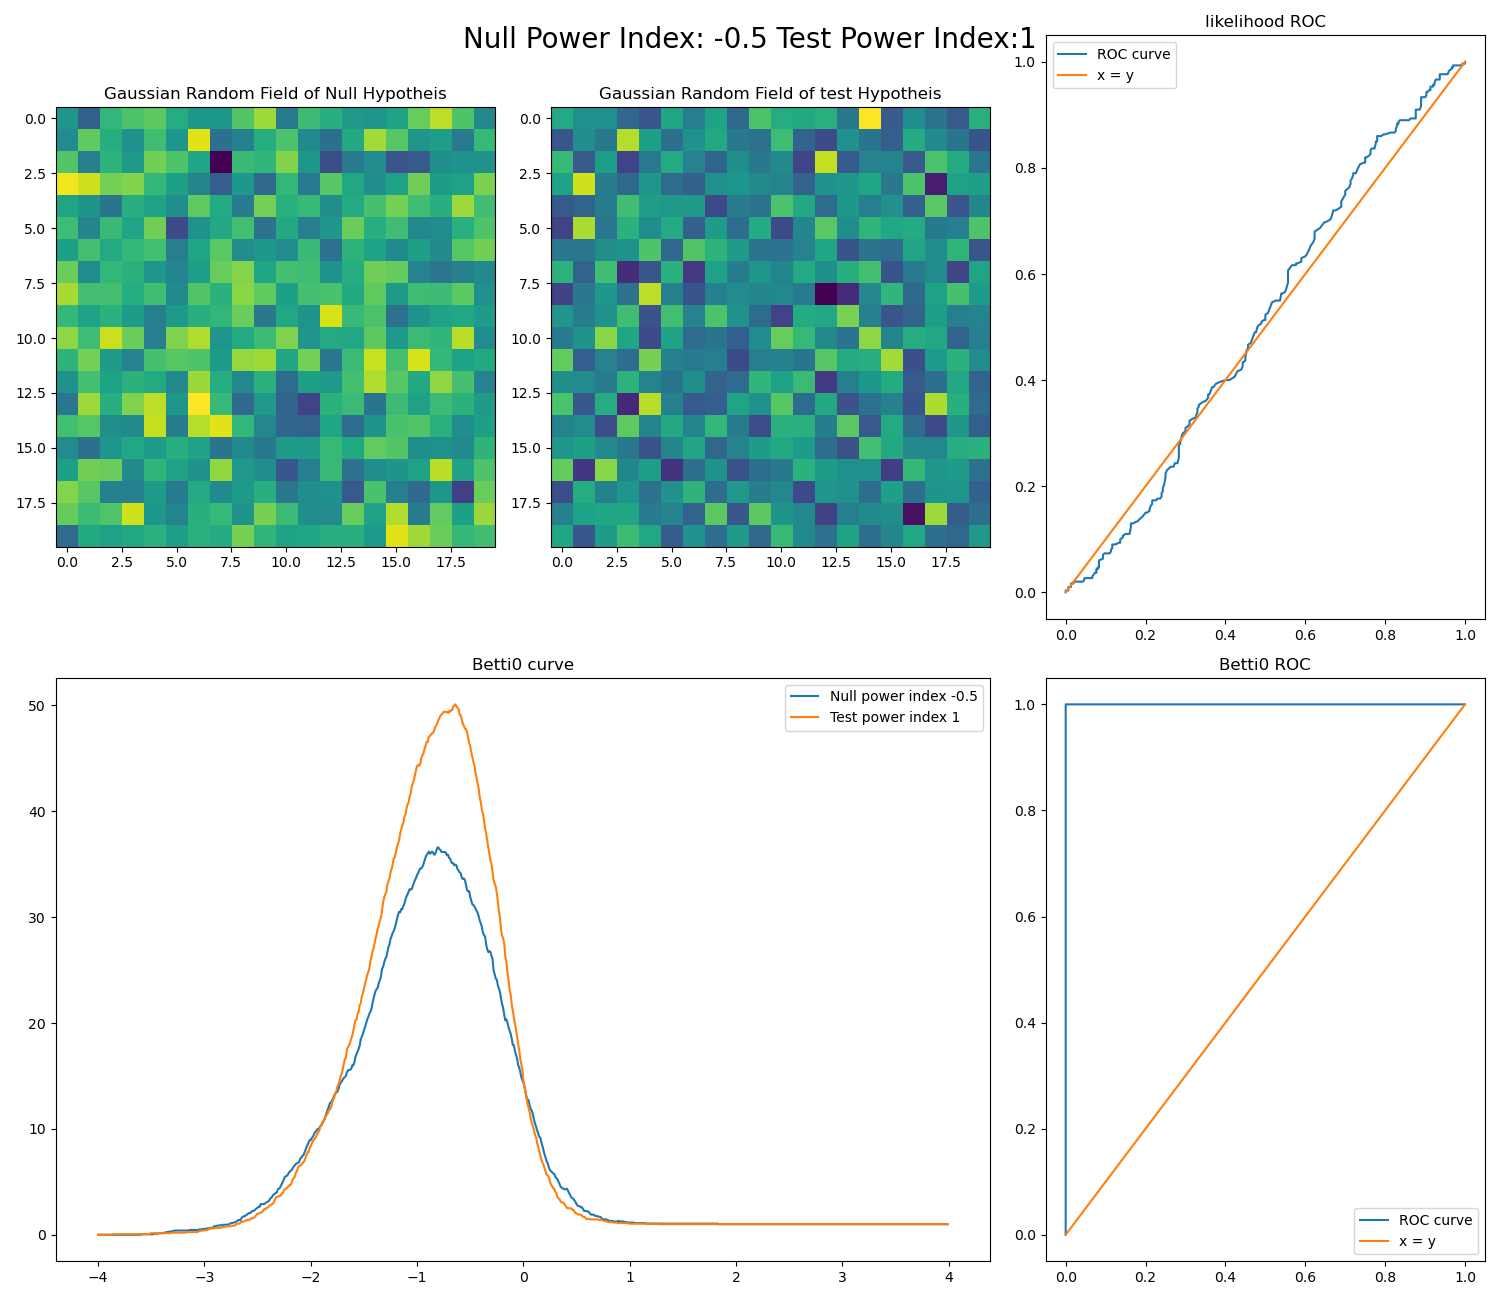 Null Power Index: -0.5 Test Power Index:1
Gaussian Random Field of Null Hypotheis
0.0
2.5
5.0
7.5
10.0
12.5
15.0
17.5
0.0 2.5 5.0 7.5 10.0 12.5 15.0 17.5
Gaussian Random Field of test Hypotheis
0.0
2.5
5.0
7.5
10.0
12.5
15.0
17.5
0.0 2.5 5.0 7.5 10.0 12.5 15.0 17.5
likelihood ROC
ROC curve
x = y
1.0
0.8
0.6
0.4
0.2
0.0
0.0 0.2 0.4 0.6 0.8 1.0
Betti0 curve
Null power index -0.5
Test power index 1
50
40
30
20
10
0
−4 −3 −2 −1 0 1 2 3 4
Betti0 ROC
1.0
0.8
0.6
0.4
0.2
0.0
ROC curve
x = y
0.0 0.2 0.4 0.6 0.8 1.0